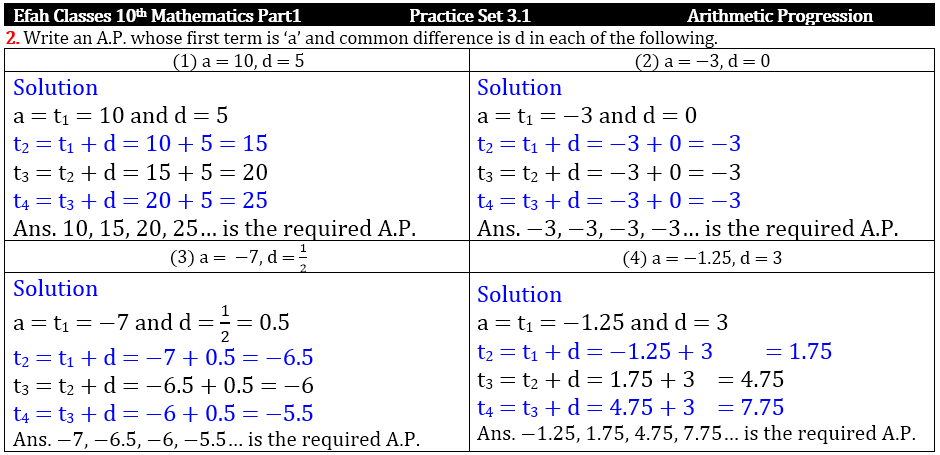 Efah Classes 10th Mathematics Part1 Practice Set 3.1 Arithmetic Progression
2. Write an A.P. whose first term is ‘a’ and common difference is d in each of the following.
(1) a = 10, d = 5
Solution
a = t₁ = 10 and d = 5
t₂ = t₁ + d = 10 + 5 = 15
t₃ = t₂ + d = 15 + 5 = 20
t₄ = t₃ + d = 20 + 5 = 25
Ans. 10, 15, 20, 25… is the required A.P.
(2) a = −3, d = 0
Solution
a = t₁ = −3 and d = 0
t₂ = t₁ + d = −3 + 0 = −3
t₃ = t₂ + d = −3 + 0 = −3
t₄ = t₃ + d = −3 + 0 = −3
Ans. −3, −3, −3, −3… is the required A.P.
(3) a = −7, d = 1/2
Solution
a = t₁ = −7 and d = 1/2 = 0.5
t₂ = t₁ + d = −7 + 0.5 = −6.5
t₃ = t₂ + d = −6.5 + 0.5 = −6
t₄ = t₃ + d = −6 + 0.5 = −5.5
Ans. −7, −6.5, −6, −5.5… is the required A.P.
(4) a = −1.25, d = 3
Solution
a = t₁ = −1.25 and d = 3
t₂ = t₁ + d = −1.25 + 3 = 1.75
t₃ = t₂ + d = 1.75 + 3 = 4.75
t₄ = t₃ + d = 4.75 + 3 = 7.75
Ans. −1.25, 1.75, 4.75, 7.75… is the required A.P.